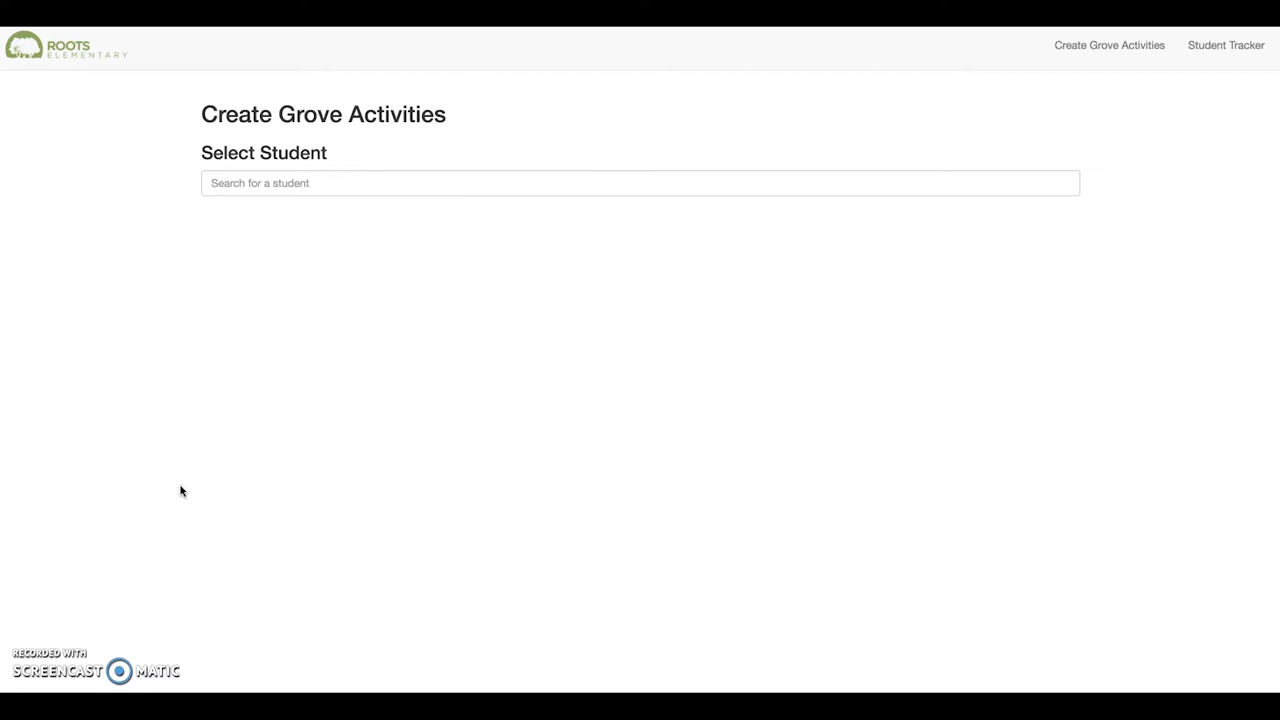 ROOTS
ELEMENTARY
Create Grove Activities
Student Tracker
Create Grove Activities
Select Student
Search for a student
RECORDED WITH
SCREENCAST MATIC